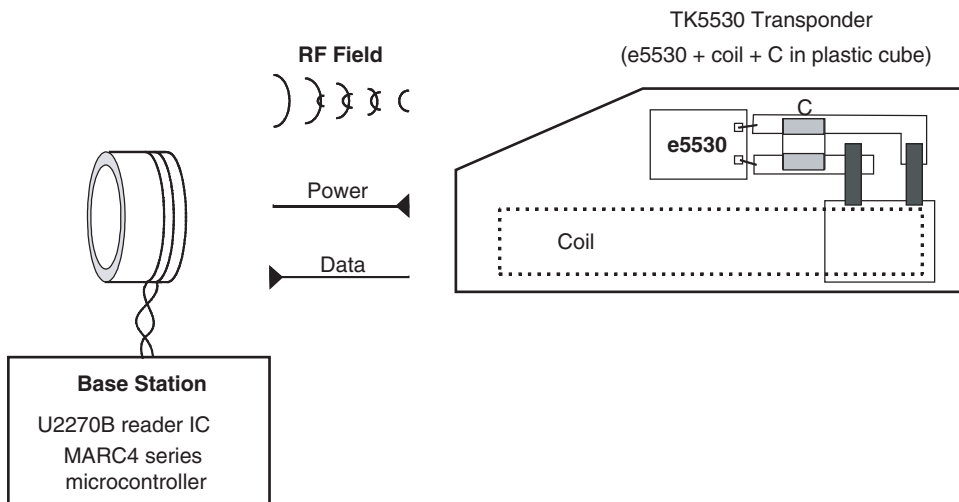 TK5530 Transponder
(e5530 + coil + C in plastic cube)
RF Field
C
e5530
Power
Coil
Data
Base Station
U2270B reader IC
MARC4 series
microcontroller